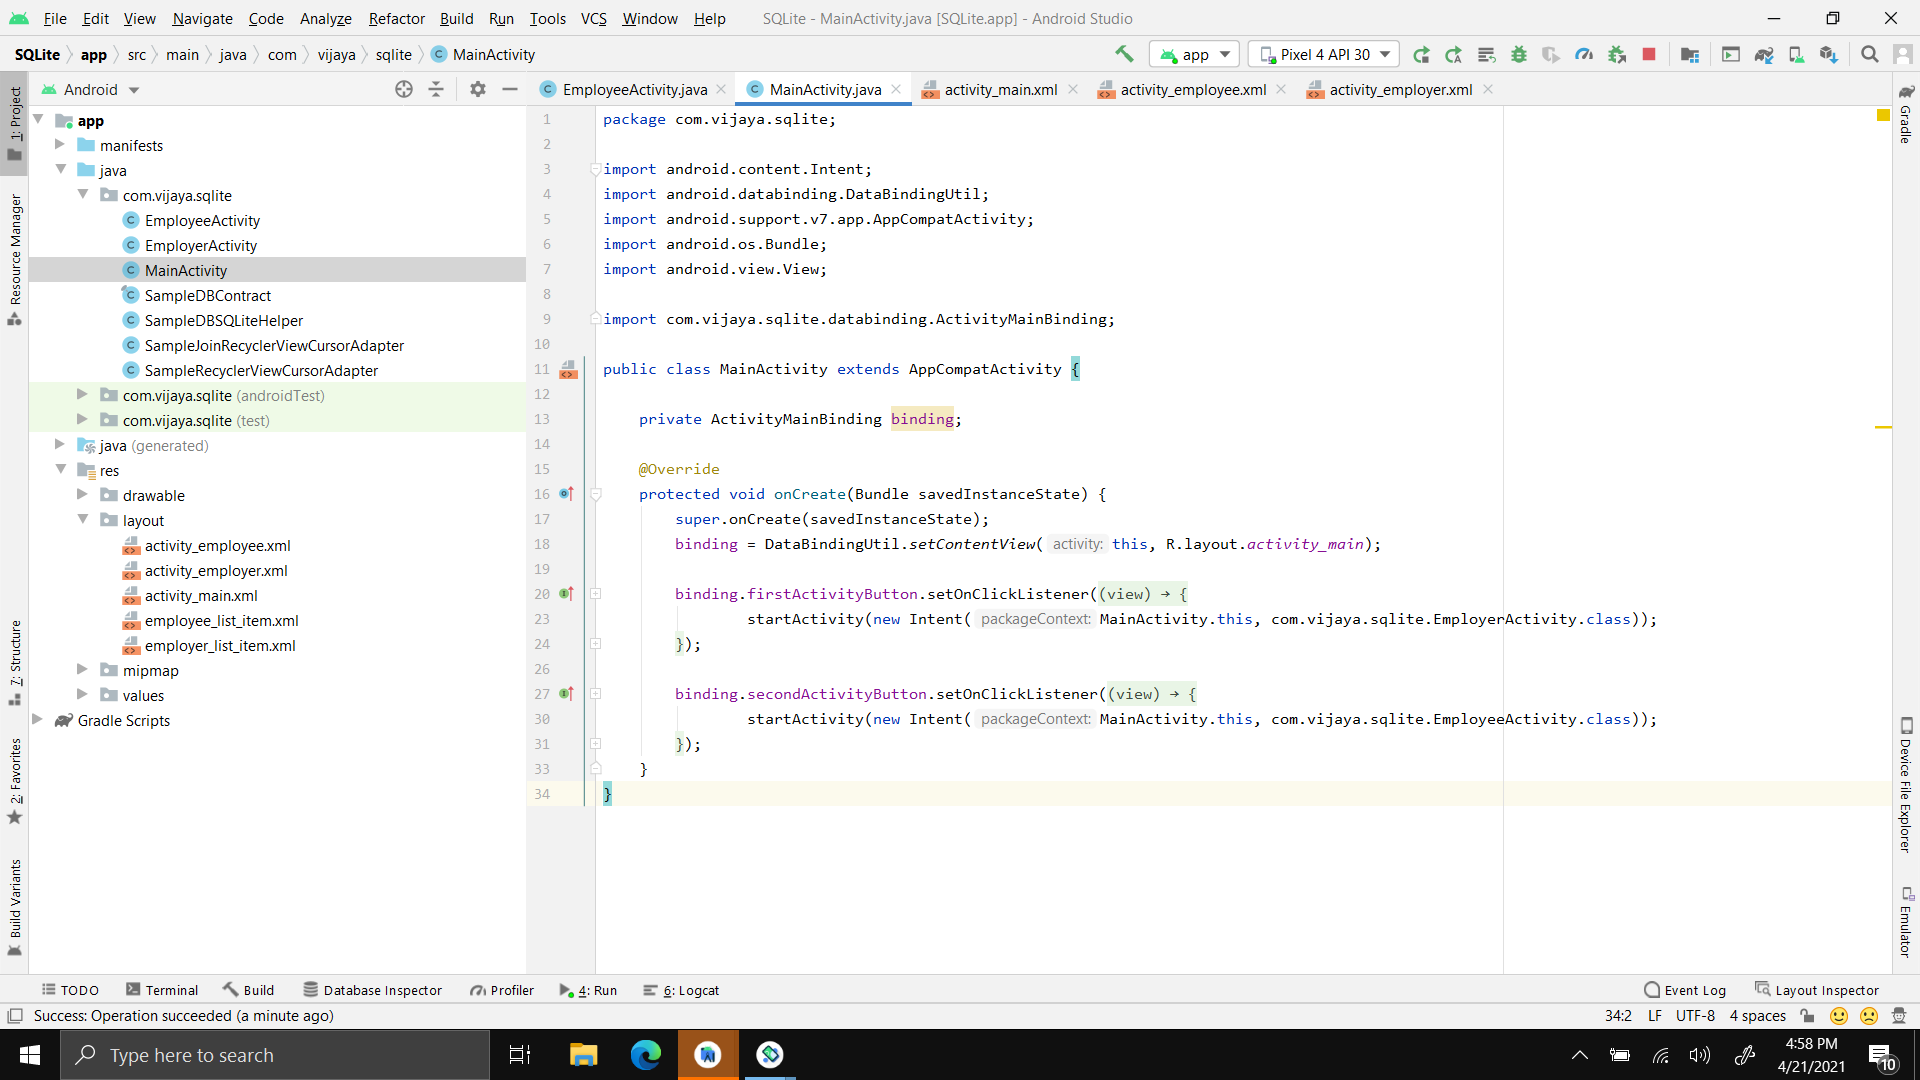 File Edit View Navigate Code Analyze Refactor Build Run Tools VCS Window Help SQLite - MainActivity.java [SQLite.app] - Android Studio
SQLite app src main java com vijaya sqlite MainActivity app Pixel 4 API 30
Android
EmployeeActivity.java MainActivity.java activity_main.xml activity_employee.xml activity_employer.xml
1: Project
Resource Manager
7: Structure
2: Favorites
Build Variants
app
manifests
java
com.vijaya.sqlite
EmployeeActivity
EmployerActivity
MainActivity
SampleDBContract
SampleDBSQLiteHelper
SampleJoinRecyclerViewCursorAdapter
SampleRecyclerViewCursorAdapter
com.vijaya.sqlite (androidTest)
com.vijaya.sqlite (test)
java (generated)
res
drawable
layout
activity_employee.xml
activity_employer.xml
activity_main.xml
employee_list_item.xml
employer_list_item.xml
mipmap
values
Gradle Scripts
1 package com.vijaya.sqlite;
2
3 import android.content.Intent;
4 import android.databinding.DataBindingUtil;
5 import android.support.v7.app.AppCompatActivity;
6 import android.os.Bundle;
7 import android.view.View;
8
9 import com.vijaya.sqlite.databinding.ActivityMainBinding;
10
11 public class MainActivity extends AppCompatActivity {
12
13 private ActivityMainBinding binding;
14
15 @Override
16 protected void onCreate(Bundle savedInstanceState) {
17 super.onCreate(savedInstanceState);
18 binding = DataBindingUtil.setContentView( activity: this, R.layout.activity_main);
19
20 binding.firstActivityButton.setOnClickListener((view) → {
23 startActivity(new Intent( packageContext: MainActivity.this, com.vijaya.sqlite.EmployerActivity.class));
24 });
26
27 binding.secondActivityButton.setOnClickListener((view) → {
30 startActivity(new Intent( packageContext: MainActivity.this, com.vijaya.sqlite.EmployeeActivity.class));
31 });
33 }
34 }
Gradle
Device File Explorer
Emulator
TODO Terminal Build Database Inspector Profiler 4: Run 6: Logcat Event Log Layout Inspector
Success: Operation succeeded (a minute ago) 34:2 LF UTF-8 4 spaces
Type here to search
4:58 PM
4/21/2021
10